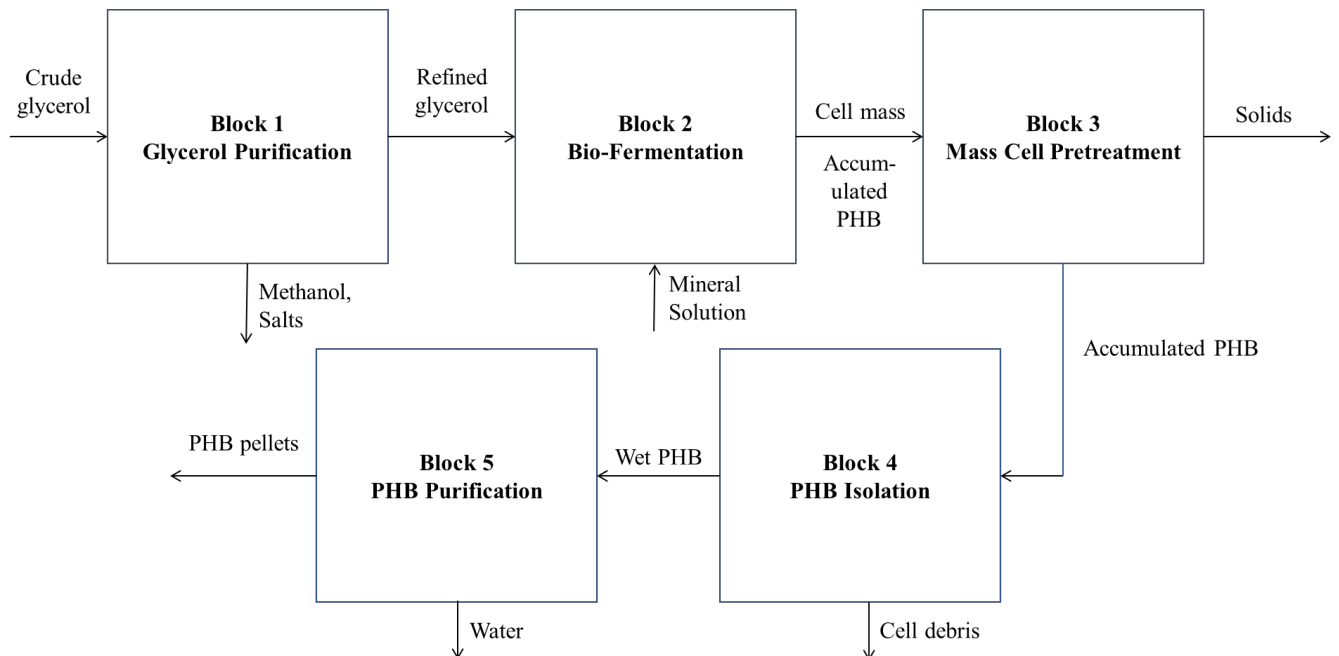 Crude
glycerol
Block 1
Glycerol Purification
Refined
glycerol
Block 2
Bio-Fermentation
Cell mass
Accum-
ulated
PHB
Block 3
Mass Cell Pretreatment
Solids
Methanol,
Salts
Mineral
Solution
Accumulated PHB
PHB pellets
Block 5
PHB Purification
Wet PHB
Block 4
PHB Isolation
Water
Cell debris